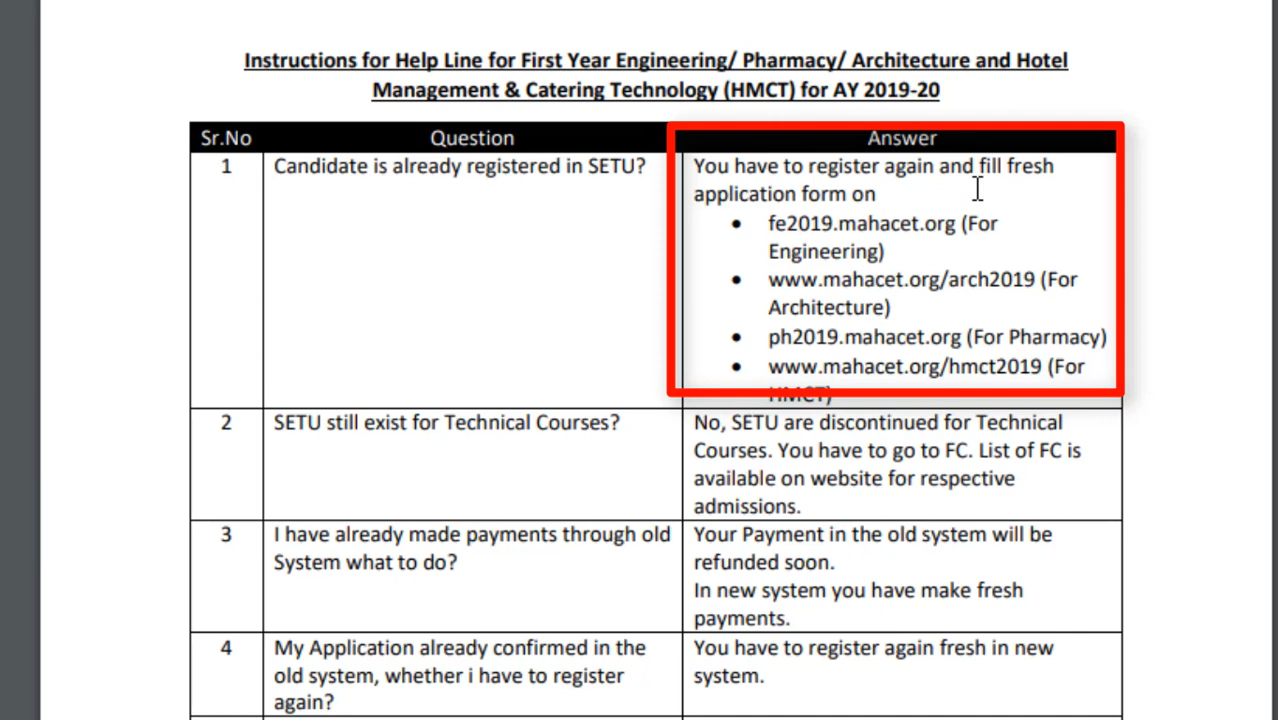 Instructions for Help Line for First Year Engineering/ Pharmacy/ Architecture and Hotel
Management & Catering Technology (HMCT) for AY 2019-20
Sr.No Question Answer
1 Candidate is already registered in SETU? You have to register again and fill fresh
application form on
• fe2019.mahacet.org (For
Engineering)
• www.mahacet.org/arch2019 (For
Architecture)
• ph2019.mahacet.org (For Pharmacy)
• www.mahacet.org/hmct2019 (For
HMCT)
2 SETU still exist for Technical Courses? No, SETU are discontinued for Technical
Courses. You have to go to FC. List of FC is
available on website for respective
admissions.
3 I have already made payments through old Your Payment in the old system will be
System what to do? refunded soon.
In new system you have make fresh
payments.
4 My Application already confirmed in the You have to register again fresh in new
old system, whether i have to register system.
again?